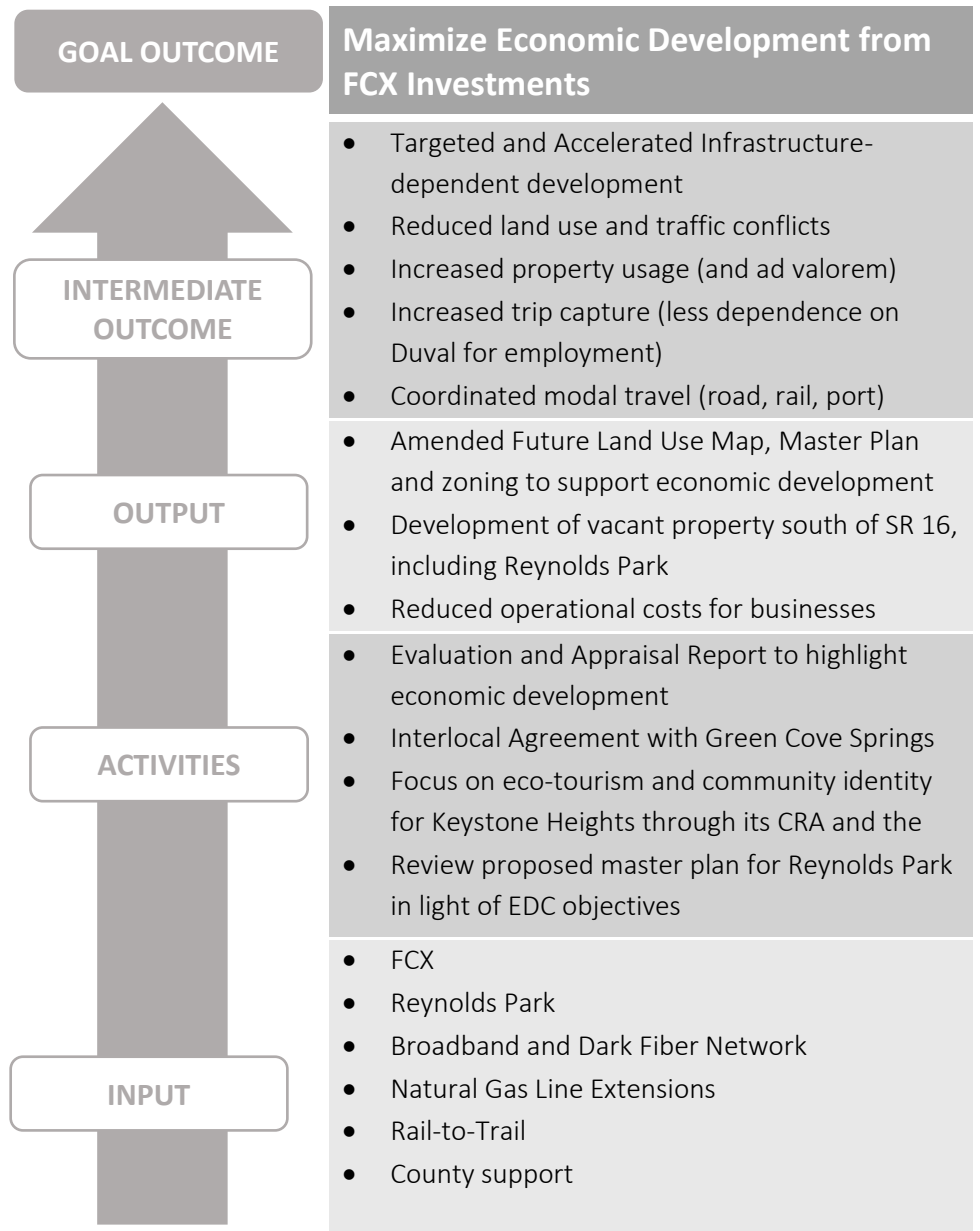 GOAL OUTCOME
Maximize Economic Development from
FCX Investments
INTERMEDIATE
OUTCOME
• Targeted and Accelerated Infrastructure-
dependent development
• Reduced land use and traffic conflicts
• Increased property usage (and ad valorem)
• Increased trip capture (less dependence on
Duval for employment)
• Coordinated modal travel (road, rail, port)
OUTPUT
• Amended Future Land Use Map, Master Plan
and zoning to support economic development
• Development of vacant property south of SR 16,
including Reynolds Park
• Reduced operational costs for businesses
ACTIVITIES
• Evaluation and Appraisal Report to highlight
economic development
• Interlocal Agreement with Green Cove Springs
• Focus on eco-tourism and community identity
for Keystone Heights through its CRA and the
• Review proposed master plan for Reynolds Park
in light of EDC objectives
INPUT
• FCX
• Reynolds Park
• Broadband and Dark Fiber Network
• Natural Gas Line Extensions
• Rail-to-Trail
• County support